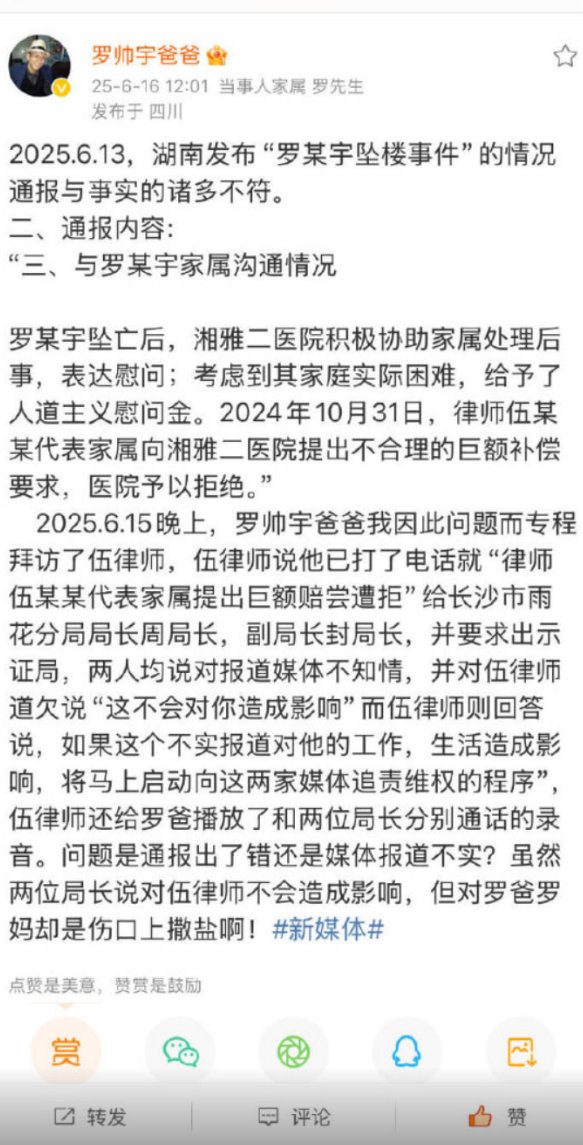 罗帅宇爸爸
25-6-16 12:01 当事人家属 罗先生
发布于 四川
2025.6.13，湖南发布“罗某宇坠楼事件”的情况
通报与事实的诸多不符。
二、通报内容:
“三、与罗某宇家属沟通情况
罗某宇坠亡后，湘雅二医院积极协助家属处理后
事，表达慰问；考虑到其家庭实际困难，给予了
人道主义慰问金。2024年10月31日，律师伍某
某代表家属向湘雅二医院提出不合理的巨额补偿
要求，医院予以拒绝。”
2025.6.15晚上，罗帅宇爸爸我因此问题而专程
拜访了伍律师，伍律师说他已打了电话就“律师
伍某某代表家属提出巨额赔尝遭拒”给长沙市雨
花分局局长周局长，副局长封局长，并要求出示
证局，两人均说对报道媒体不知情，并对伍律师
道欠说“这不会对你造成影响”而伍律师则回答
说，如果这个不实报道对他的工作，生活造成影
响，将马上启动向这两家媒体追责维权的程序”，
伍律师还给罗爸播放了和两位局长分别通话的录
音。问题是通报出了错还是媒体报道不实？虽然
两位局长说对伍律师不会造成影响，但对罗爸罗
妈却是伤口上撒盐啊！#新媒体#
点赞是美意，赞赏是鼓励
赏
转发 评论 赞